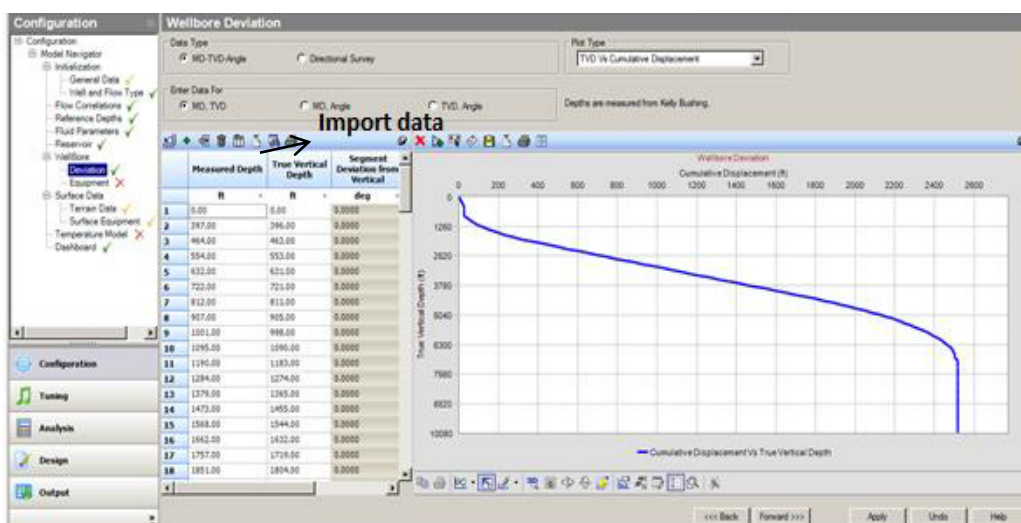 Configuration
Configuration
Model Navigator
Initialization
General Data
Well and Flow Type
Flow Correlations
Reference Depths
Fluid Parameters
Reservoir
WellBore
Deviation
Equipment
Surface Data
Terrain Data
Surface Equipment
Temperature Model
Dashboard
Configuration
Tuning
Analysis
Design
Output
Wellbore Deviation
Data Type
MD-TVD-Angle Directional Survey
Plot Type
TVD Vs Cumulative Displacement
Enter Data For
MD, TVD MD, Angle TVD, Angle
Depths are measured from Kelly Bushing.
Import data
Measured Depth True Vertical Depth Segment Deviation from Vertical
ft ft deg
1 0.00 0.00 0.0000
2 397.00 396.00 0.0000
3 464.00 463.00 0.0000
4 554.00 553.00 0.0000
5 632.00 631.00 0.0000
6 722.00 721.00 0.0000
7 812.00 811.00 0.0000
8 907.00 905.00 0.0000
9 1001.00 998.00 0.0000
10 1095.00 1090.00 0.0000
11 1190.00 1183.00 0.0000
12 1284.00 1274.00 0.0000
13 1379.00 1365.00 0.0000
14 1473.00 1455.00 0.0000
15 1568.00 1544.00 0.0000
16 1662.00 1632.00 0.0000
17 1757.00 1719.00 0.0000
18 1851.00 1804.00 0.0000
Wellbore Deviation
Cumulative Displacement (ft)
0 200 400 600 800 1000 1200 1400 1600 1800 2000 2200 2400 2600
True Vertical Depth (ft)
0
1260
2520
3780
5040
6300
7560
8820
10080
Cumulative Displacement Vs True Vertical Depth
<<< Back Forward >>> Apply Undo Help